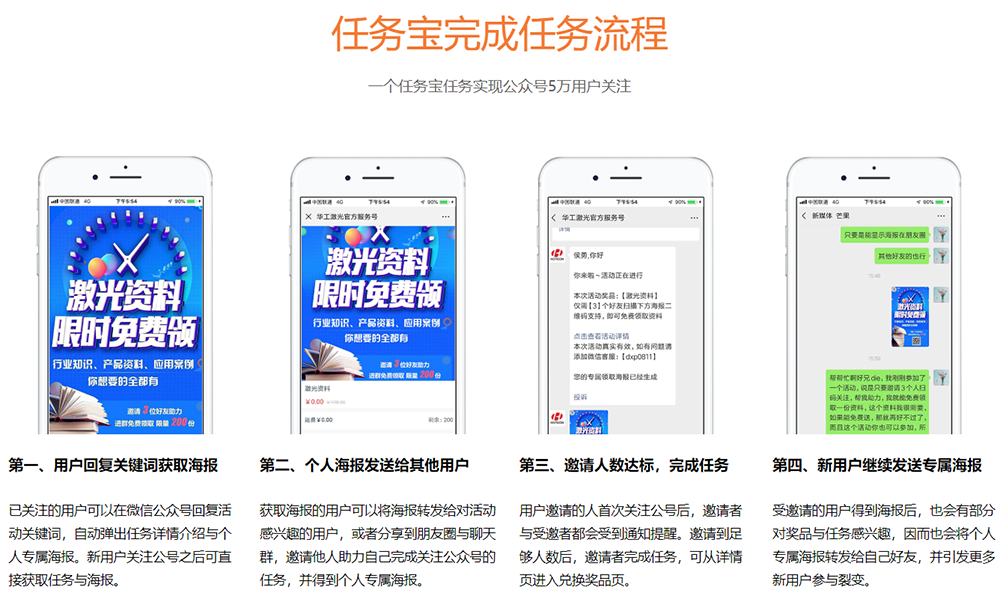 任务宝完成任务流程
一个任务宝任务实现公众号5万用户关注
中国联通 4G 下午5:54 90%
激光资料
限时免费领
行业知识、产品资料、应用案例
你想要的全都有
邀请 3位好友助力
进群免费领取 限量 200份
中国联通 4G 下午5:54 90%
华工激光官方服务号
激光资料
限时免费领
行业知识、产品资料、应用案例
你想要的全都有
邀请 3位好友助力
进群免费领取 限量 200份
激光资料
¥0.00
运费 ¥0.00 剩余: 200
中国联通 4G 下午5:54 90%
华工激光官方服务号
详情
侯勇,你好
你来啦~活动正在进行
本次活动奖品：【激光资料】
仅需【3】个好友扫描下方海报二
维码支持，即可免费领取资料
点击查看活动详情
本次活动真实有效，如有问题请
添加微信客服：【dxp0811】
您的专属领取海报已经生成
投诉
中国联通 4G 下午5:54 90%
新媒体 芒果
只要是能显示海报在朋友圈
其他好友的也行
15:48
激光资料
限时免费领
15:50
帮帮忙啊好兄die，我刚刚参加了
一个活动，说是只要邀请3个人扫
码关注，帮我助力，我就能免费领
取一份资料，这个资料我很需要，
如果能免费送，那就再好不过了，
而且这个活动你也可以参加，所
第一、用户回复关键词获取海报
已关注的用户可以在微信公众号回复活
动关键词，自动弹出任务详情介绍与个
人专属海报。新用户关注公号之后可直
接获取任务与海报。
第二、个人海报发送给其他用户
获取海报的用户可以将海报转发给对活动
感兴趣的用户，或者分享到朋友圈与聊天
群，邀请他人助力自己完成关注公众号的
任务，并得到个人专属海报。
第三、邀请人数达标，完成任务
用户邀请的人首次关注公号后，邀请者
与受邀者都会受到通知提醒。邀请到足
够人数后，邀请者完成任务，可从详情
页进入兑换奖品页。
第四、新用户继续发送专属海报
受邀请的用户得到海报后，也会有部分
对奖品与任务感兴趣，因而也会将个人
专属海报转发给自己好友，并引发更多
新用户参与裂变。